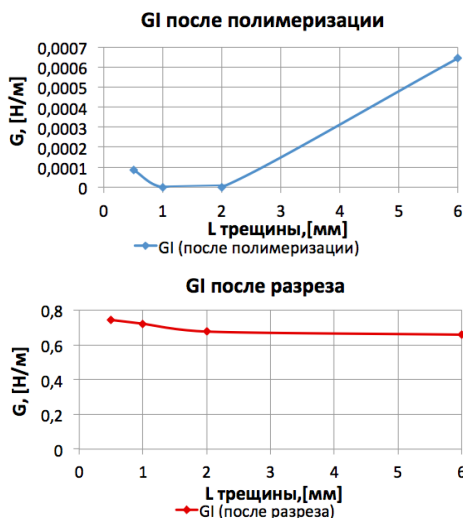 GI после полимеризации
0,0007
0,0006
0,0005
0,0004
0,0003
0,0002
0,0001
0
G, [Н/м]
0 1 2 3 4 5 6
L трещины,[мм]
GI (после полимеризации)
GI после разреза
0,8
0,6
0,4
0,2
0
G, [Н/м]
0 1 2 3 4 5 6
L трещины,[мм]
GI (после разреза)